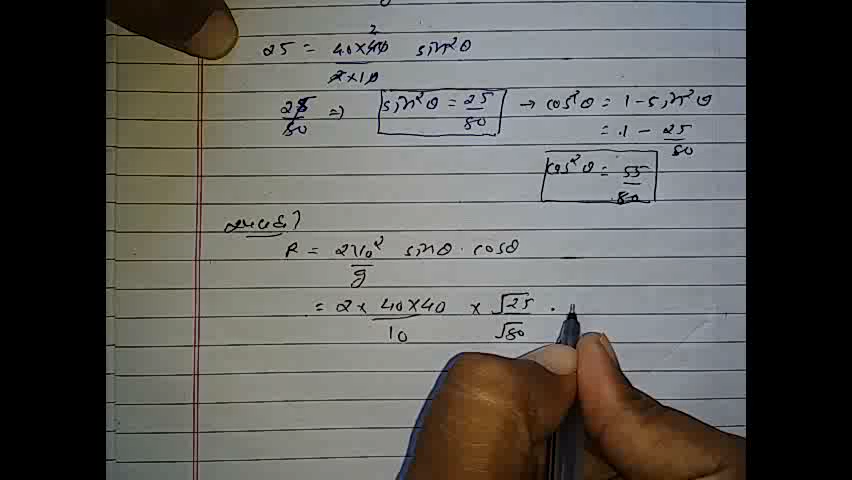 25 = 40×40 2 / 2×10 sin²θ
25/80 ⇒ sin²θ = 25/80 → cos²θ = 1 - sin²θ
= 1 - 25/80
cos²θ = 55/80
R = 2u²/g sinθ · cosθ
= 2 × 40×40/10 × √25/√80 ·